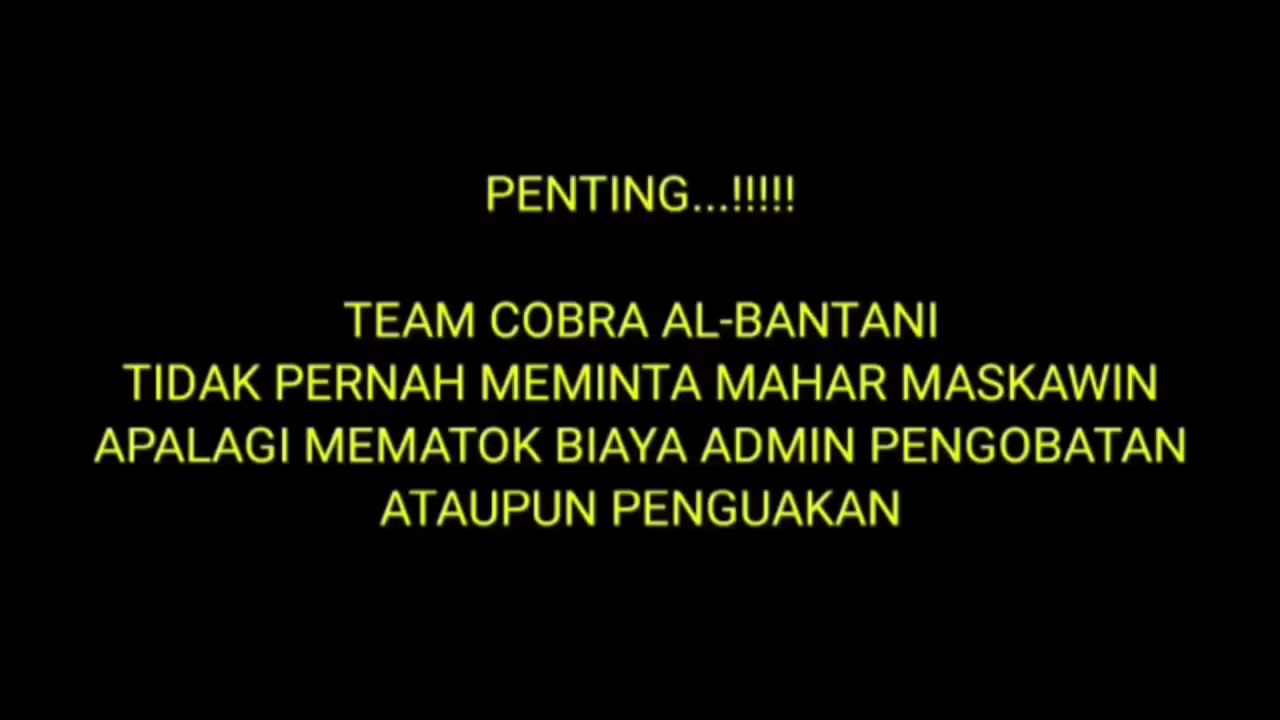 PENTING...!!!!!
TEAM COBRA AL-BANTANI
TIDAK PERNAH MEMINTA MAHAR MASKAWIN
APALAGI MEMATOK BIAYA ADMIN PENGOBATAN
ATAUPUN PENGUAKAN